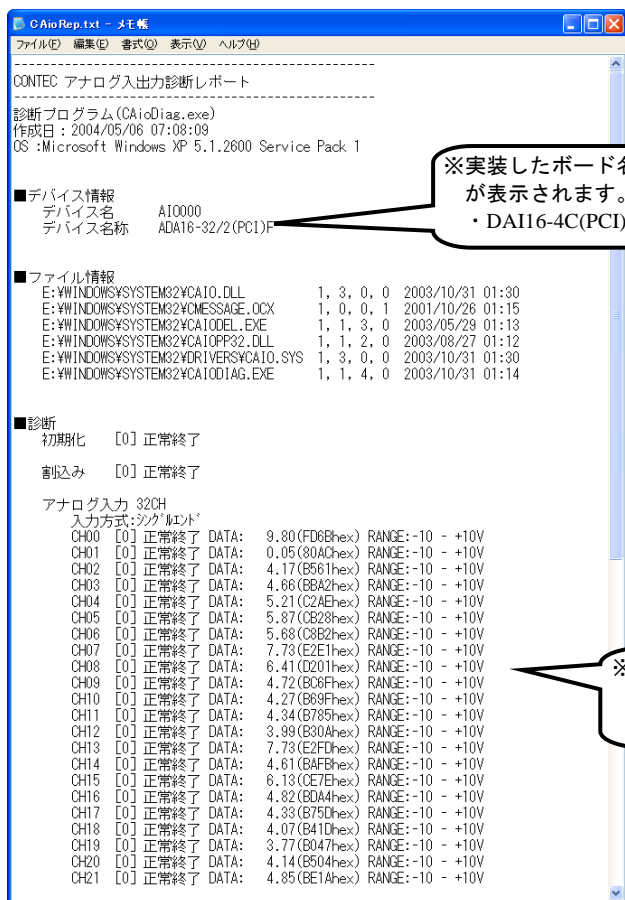 CAioRep.txt - メモ帳
ファイル(F) 編集(E) 書式(O) 表示(V) ヘルプ(H)
--------------------------------------------------
CONTEC アナログ入出力診断レポート
--------------------------------------------------
診断プログラム(CAioDiag.exe)
作成日：2004/05/06 07:08:09
OS :Microsoft Windows XP 5.1.2600 Service Pack 1
■デバイス情報
デバイス名 AIO000
デバイス名称 ADA16-32/2(PCI)F
※実装したボード名
が表示されます。
・DAI16-4C(PCI)
■ファイル情報
E:¥WINDOWS¥SYSTEM32¥CAIO.DLL 1, 3, 0, 0 2003/10/31 01:30
E:¥WINDOWS¥SYSTEM32¥CMESSAGE.OCX 1, 0, 0, 1 2001/10/26 01:15
E:¥WINDOWS¥SYSTEM32¥CAIODEL.EXE 1, 1, 3, 0 2003/05/29 01:13
E:¥WINDOWS¥SYSTEM32¥CAIOPP32.DLL 1, 1, 2, 0 2003/08/27 01:12
E:¥WINDOWS¥SYSTEM32¥DRIVERS¥CAIO.SYS 1, 3, 0, 0 2003/10/31 01:30
E:¥WINDOWS¥SYSTEM32¥CAIODIAG.EXE 1, 1, 4, 0 2003/10/31 01:14
■診断
初期化 [0] 正常終了
割込み [0] 正常終了
アナログ入力 32CH
入力方式:ｼﾝｸﾞﾙｴﾝﾄﾞ
CH00 [0] 正常終了 DATA: 9.80(FD6Bhex) RANGE:-10 - +10V
CH01 [0] 正常終了 DATA: 0.05(80AChex) RANGE:-10 - +10V
CH02 [0] 正常終了 DATA: 4.17(B561hex) RANGE:-10 - +10V
CH03 [0] 正常終了 DATA: 4.66(BBA2hex) RANGE:-10 - +10V
CH04 [0] 正常終了 DATA: 5.21(C2AEhex) RANGE:-10 - +10V
CH05 [0] 正常終了 DATA: 5.87(CB28hex) RANGE:-10 - +10V
CH06 [0] 正常終了 DATA: 5.68(C8B2hex) RANGE:-10 - +10V
CH07 [0] 正常終了 DATA: 7.73(E2E1hex) RANGE:-10 - +10V
CH08 [0] 正常終了 DATA: 6.41(D201hex) RANGE:-10 - +10V
CH09 [0] 正常終了 DATA: 4.72(BC6Fhex) RANGE:-10 - +10V
CH10 [0] 正常終了 DATA: 4.27(B69Fhex) RANGE:-10 - +10V
CH11 [0] 正常終了 DATA: 4.34(B785hex) RANGE:-10 - +10V
CH12 [0] 正常終了 DATA: 3.99(B30Ahex) RANGE:-10 - +10V
CH13 [0] 正常終了 DATA: 7.73(E2FDhex) RANGE:-10 - +10V
CH14 [0] 正常終了 DATA: 4.61(BAFBhex) RANGE:-10 - +10V
CH15 [0] 正常終了 DATA: 6.13(CE7Ehex) RANGE:-10 - +10V
CH16 [0] 正常終了 DATA: 4.82(BDA4hex) RANGE:-10 - +10V
CH17 [0] 正常終了 DATA: 4.33(B75Dhex) RANGE:-10 - +10V
CH18 [0] 正常終了 DATA: 4.07(B41Dhex) RANGE:-10 - +10V
CH19 [0] 正常終了 DATA: 3.77(B047hex) RANGE:-10 - +10V
CH20 [0] 正常終了 DATA: 4.14(B504hex) RANGE:-10 - +10V
CH21 [0] 正常終了 DATA: 4.85(BE1Ahex) RANGE:-10 - +10V
※